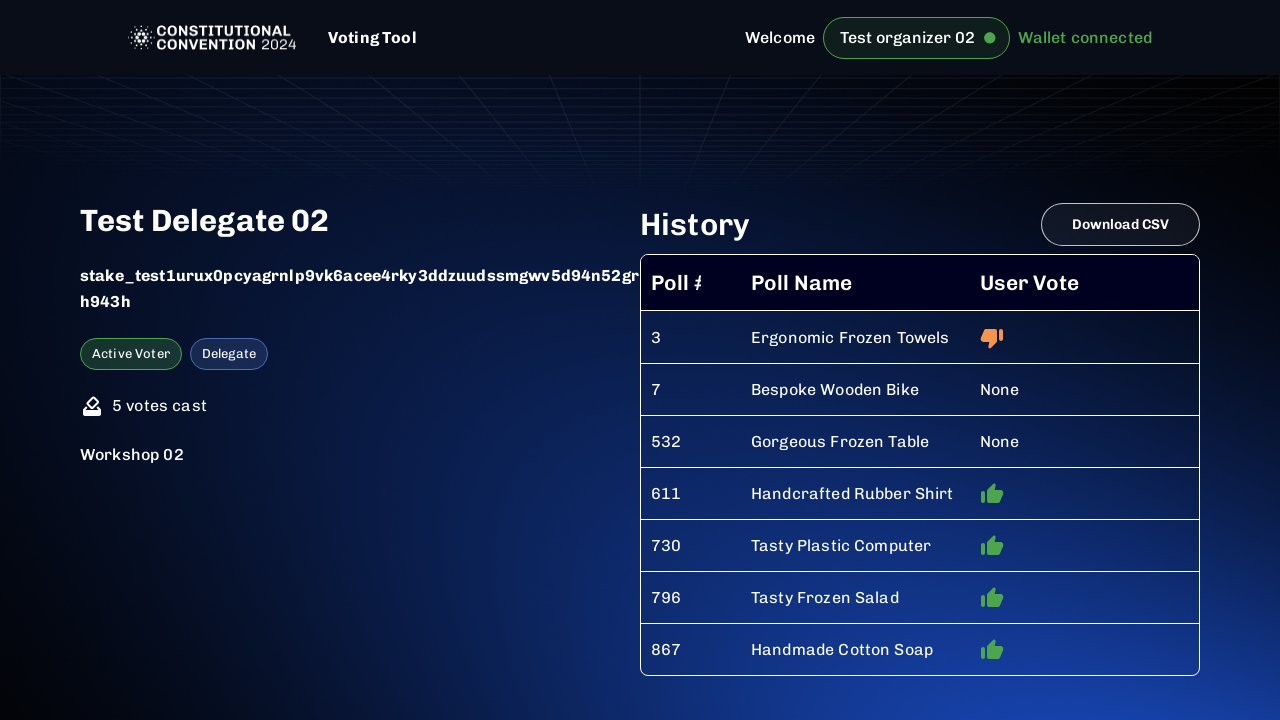 CONSTITUTIONAL
CONVENTION 2024
Voting Tool
Welcome
Test organizer 02
Wallet connected
Test Delegate 02
stake_test1urux0pcyagrnlp9vk6acee4rky3ddzuudssmgwv5d94n52gr
h943h
Active Voter
Delegate
5 votes cast
Workshop 02
History
Download CSV
Poll #
Poll Name
User Vote
3
Ergonomic Frozen Towels
7
Bespoke Wooden Bike
None
532
Gorgeous Frozen Table
None
611
Handcrafted Rubber Shirt
730
Tasty Plastic Computer
796
Tasty Frozen Salad
867
Handmade Cotton Soap